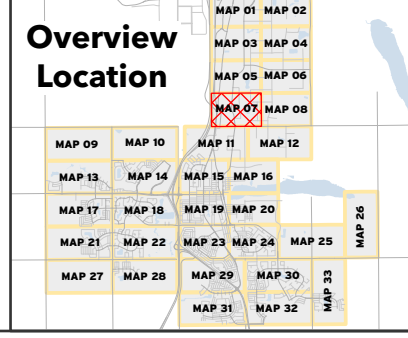 Overview
Location
MAP 01 MAP 02
MAP 03 MAP 04
MAP 05 MAP 06
MAP 07 MAP 08
MAP 09 MAP 10 MAP 11 MAP 12
MAP 13 MAP 14 MAP 15 MAP 16
MAP 17 MAP 18 MAP 19 MAP 20
MAP 21 MAP 22 MAP 23 MAP 24 MAP 25 MAP 26
MAP 27 MAP 28 MAP 29 MAP 30 MAP 33
MAP 31 MAP 32